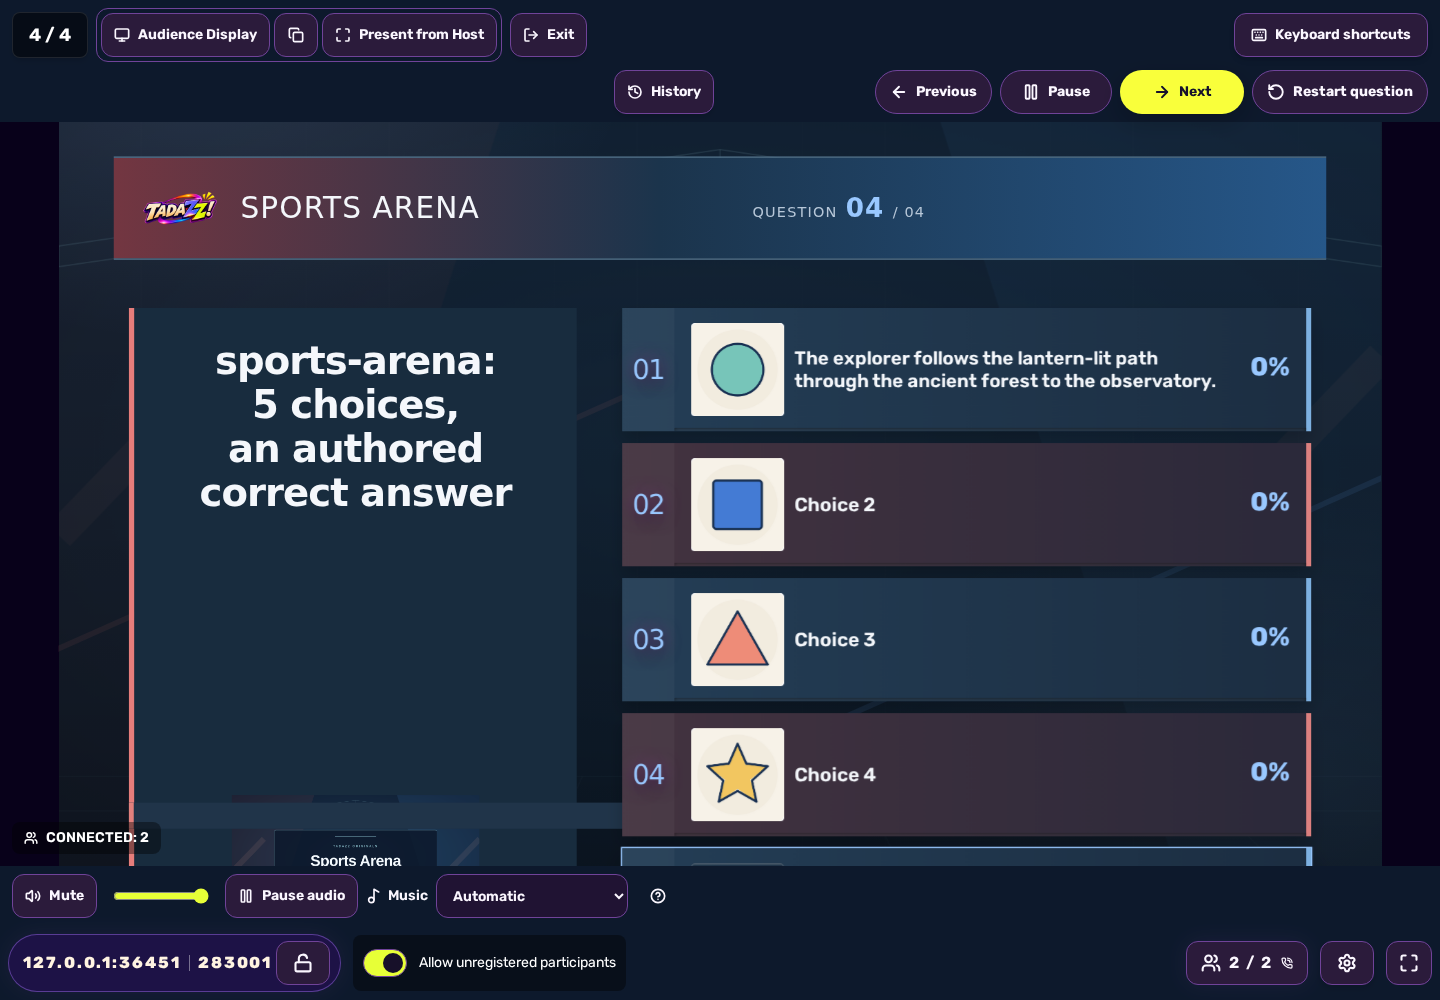 4 / 4
Audience Display
Present from Host
Exit
Keyboard shortcuts
History
Previous
Pause
Next
Restart question
TADAZZ!
SPORTS ARENA
QUESTION 04 / 04
sports-arena:
5 choices,
an authored
correct answer
01
The explorer follows the lantern-lit path
through the ancient forest to the observatory.
0%
02
Choice 2
0%
03
Choice 3
0%
04
Choice 4
0%
TADAZZ ORIGINALS
Sports Arena
CONNECTED: 2
Mute
Pause audio
Music
Automatic
127.0.0.1:36451
283001
Allow unregistered participants
2 / 2